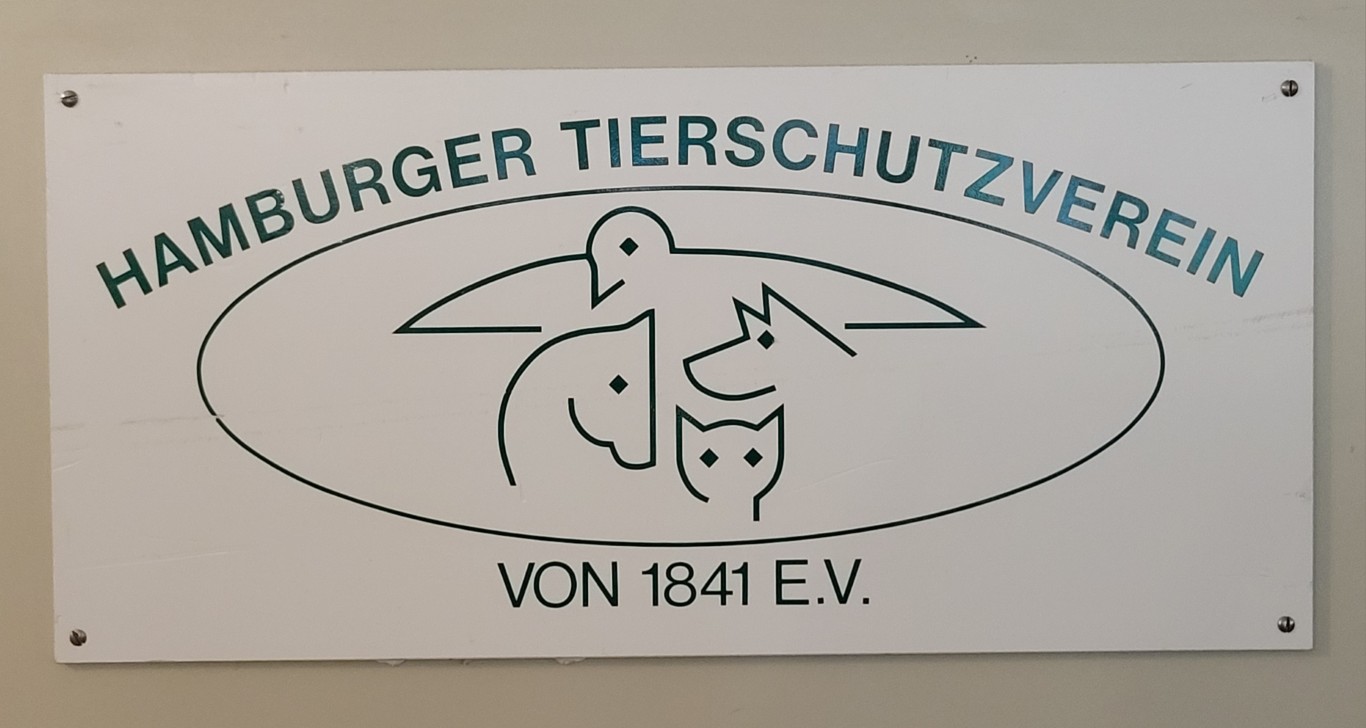 HAMBURGER TIERSCHUTZVEREIN
VON 1841 E.V.